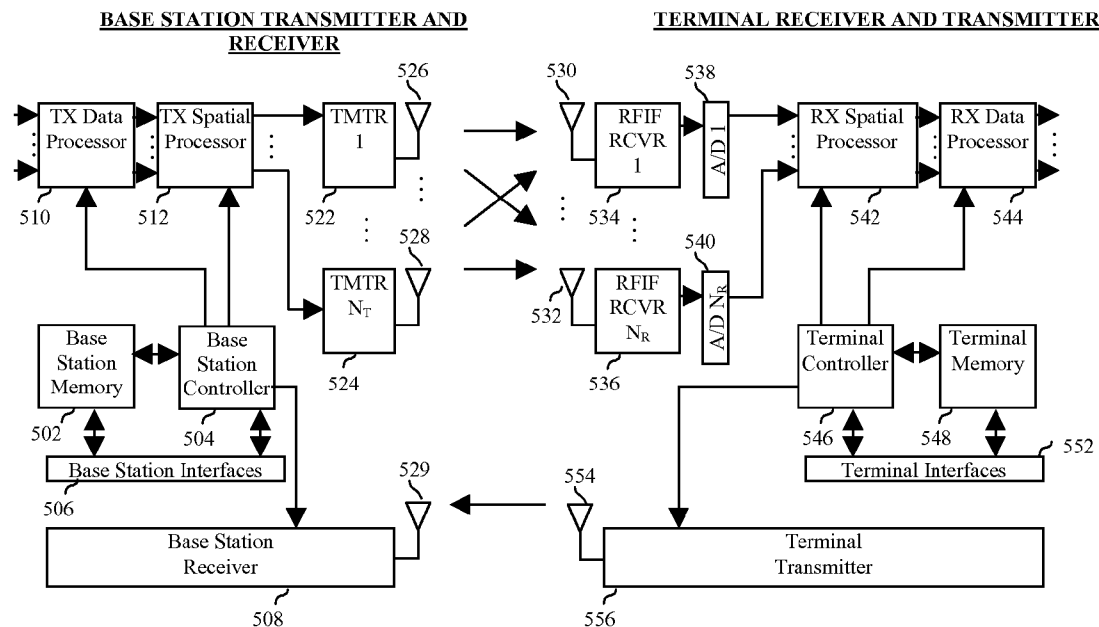 BASE STATION TRANSMITTER AND
RECEIVER
TERMINAL RECEIVER AND TRANSMITTER
526
530
538
TX Data
Processor
TX Spatial
Processor
TMTR
1
RFIF
RCVR
1
A/D 1
RX Spatial
Processor
RX Data
Processor
510
512
522
534
542
544
528
540
TMTR
NT
532
RFIF
RCVR
NR
A/D NR
Base
Station
Memory
Base
Station
Controller
Terminal
Controller
Terminal
Memory
524
536
502
504
546
548
552
Base Station Interfaces
Terminal Interfaces
506
529
554
Base Station
Receiver
Terminal
Transmitter
508
556